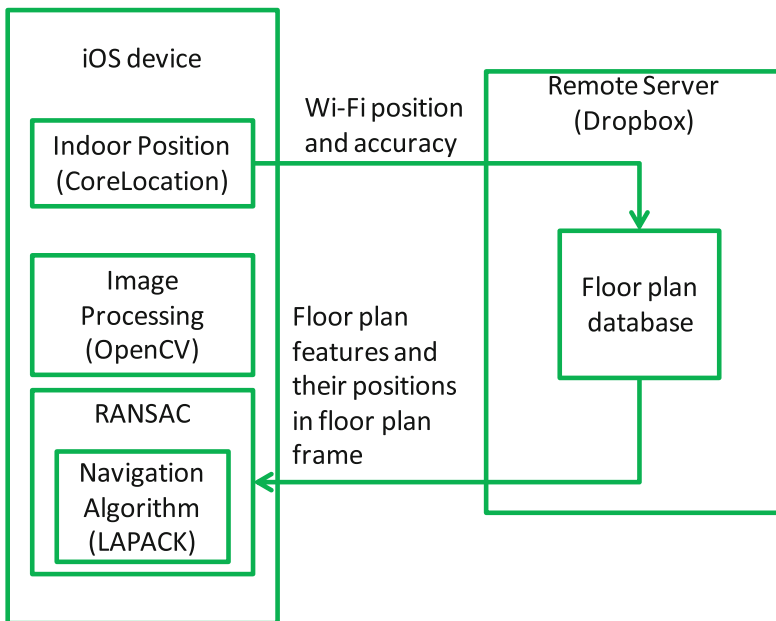 iOS device
Indoor Position
(CoreLocation)
Image
Processing
(OpenCV)
RANSAC
Navigation
Algorithm
(LAPACK)
Wi-Fi position
and accuracy
Floor plan
features and
their positions
in floor plan
frame
Remote Server
(Dropbox)
Floor plan
database